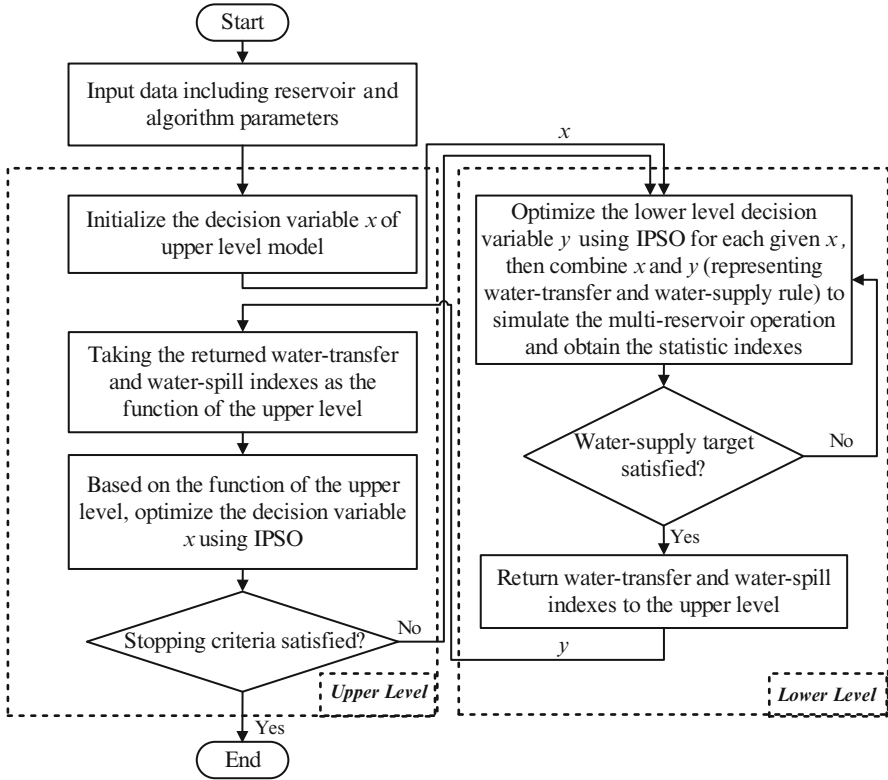 Start
Input data including reservoir and
algorithm parameters
x
Initialize the decision variable x of
upper level model
Taking the returned water-transfer
and water-spill indexes as the
function of the upper level
Based on the function of the upper
level, optimize the decision variable
x using IPSO
Stopping criteria satisfied?
No
Yes
End
Upper Level
Optimize the lower level decision
variable y using IPSO for each given x ,
then combine x and y (representing
water-transfer and water-supply rule) to
simulate the multi-reservoir operation
and obtain the statistic indexes
Water-supply target
satisfied?
No
Yes
Return water-transfer and water-spill
indexes to the upper level
y
Lower Level